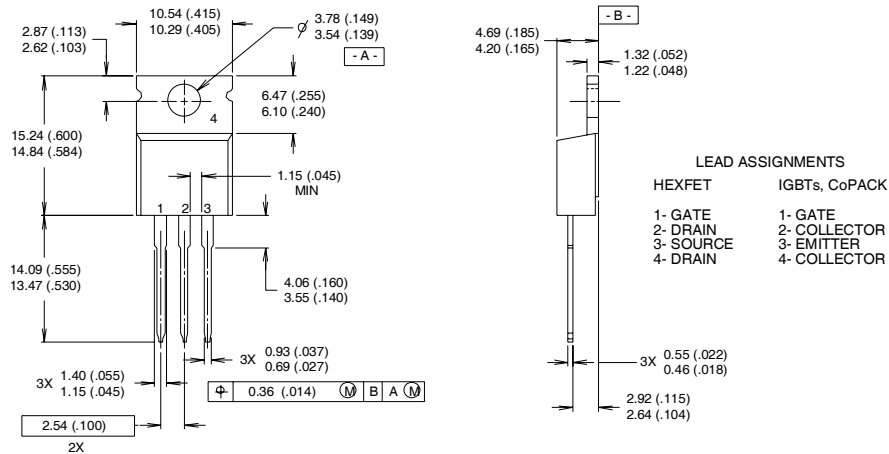 10.54 (.415)
10.29 (.405)
2.87 (.113)
2.62 (.103)
ø 3.78 (.149)
3.54 (.139)
- A -
6.47 (.255)
6.10 (.240)
4
15.24 (.600)
14.84 (.584)
1.15 (.045)
MIN
1 2 3
14.09 (.555)
13.47 (.530)
4.06 (.160)
3.55 (.140)
3X 0.93 (.037)
0.69 (.027)
3X 1.40 (.055)
1.15 (.045)
⌖ 0.36 (.014) Ⓜ B A Ⓜ
2.54 (.100)
2X
- B -
4.69 (.185)
4.20 (.165)
1.32 (.052)
1.22 (.048)
3X 0.55 (.022)
0.46 (.018)
2.92 (.115)
2.64 (.104)
LEAD ASSIGNMENTS
HEXFET IGBTs, CoPACK
1- GATE 1- GATE
2- DRAIN 2- COLLECTOR
3- SOURCE 3- EMITTER
4- DRAIN 4- COLLECTOR